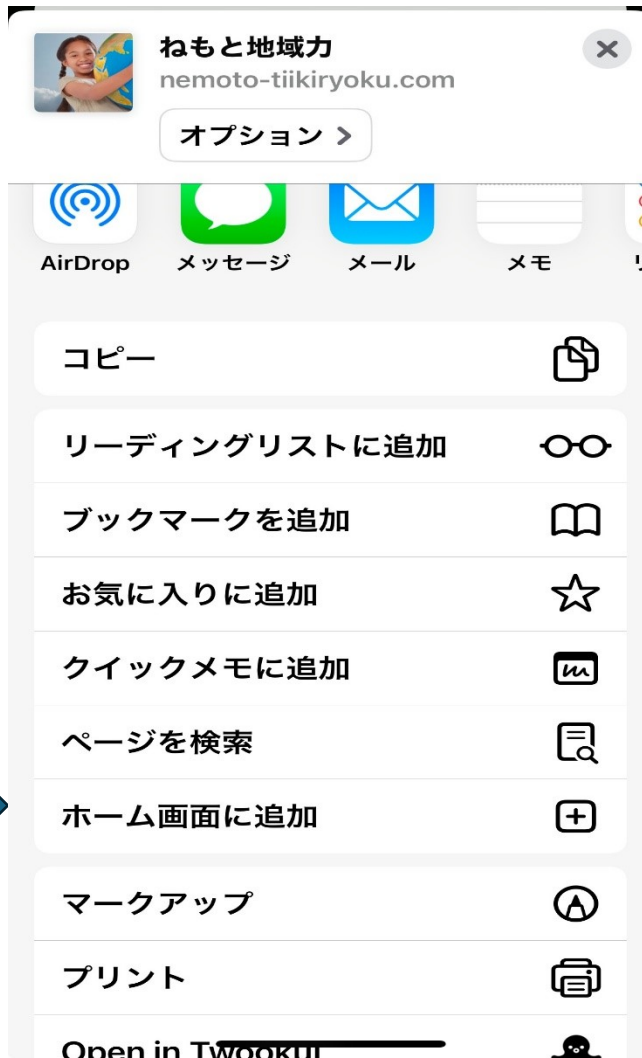 ねもと地域力
nemoto-tiikiryoku.com
オプション >
AirDrop メッセージ メール メモ
コピー
リーディングリストに追加
ブックマークを追加
お気に入りに追加
クイックメモに追加
ページを検索
ホーム画面に追加
マークアップ
プリント
Open in